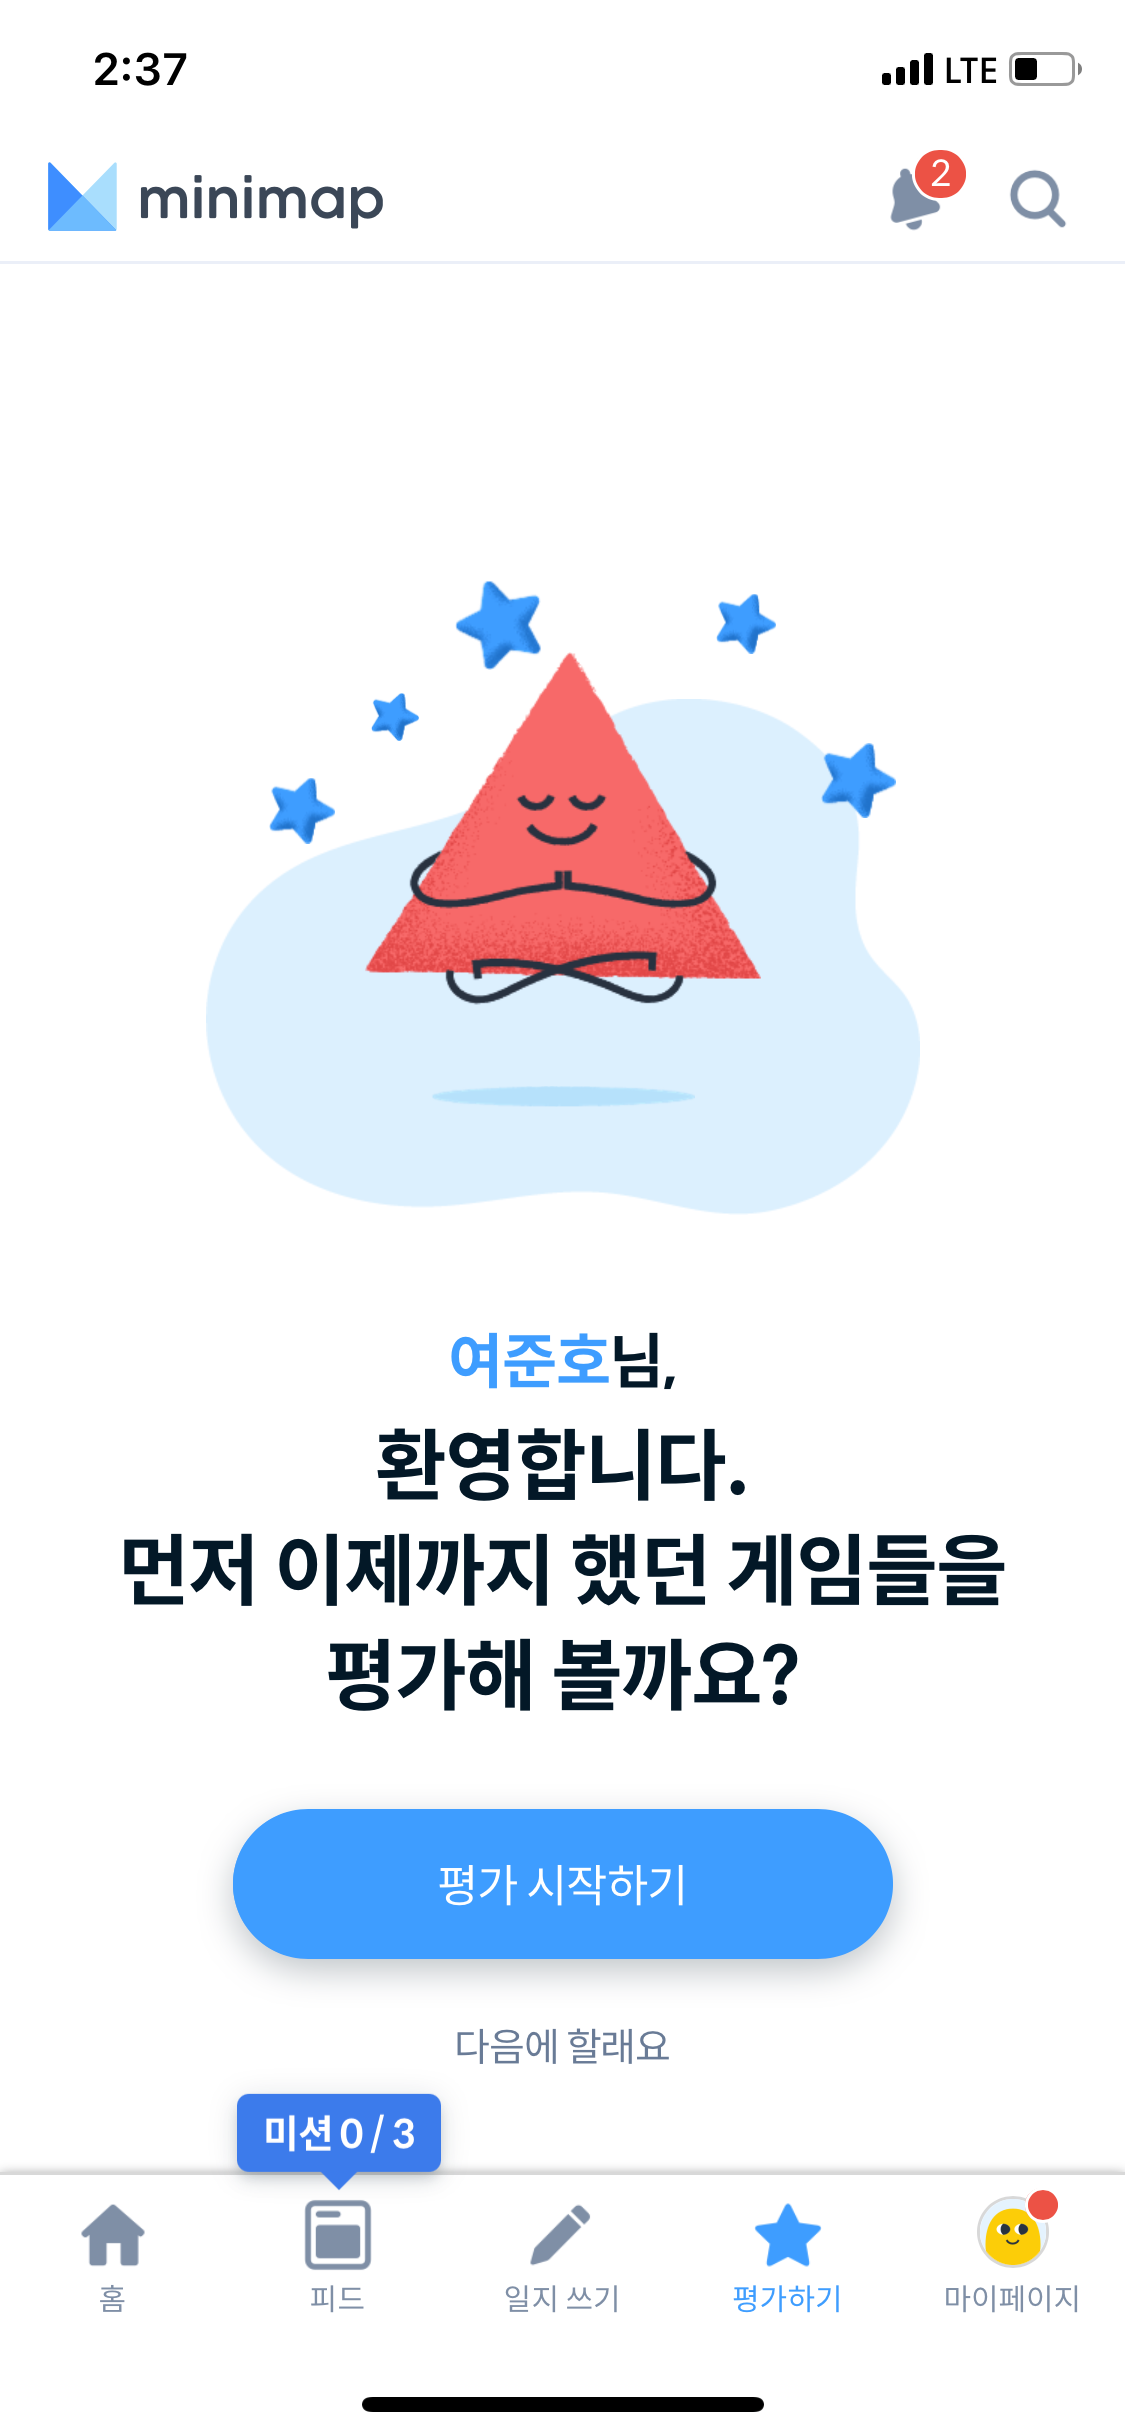 2:37
LTE
minimap
2
여준호님,
환영합니다.
먼저 이제까지 했던 게임들을
평가해 볼까요?
평가 시작하기
다음에 할래요
미션 0 / 3
홈
피드
일지 쓰기
평가하기
마이페이지